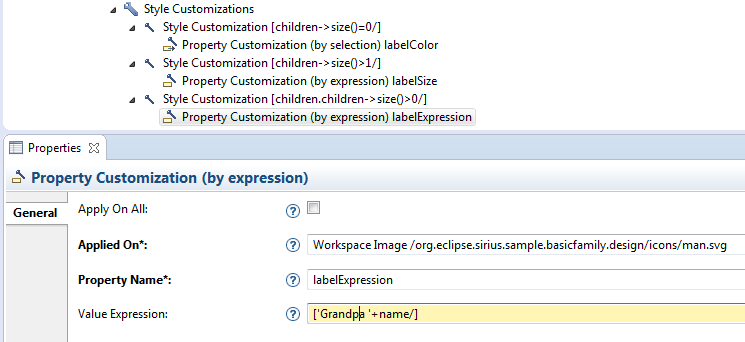 Style Customizations
Style Customization [children->size()=0/]
Property Customization (by selection) labelColor
Style Customization [children->size()>1/]
Property Customization (by expression) labelSize
Style Customization [children.children->size()>0/]
Property Customization (by expression) labelExpression
Properties
Property Customization (by expression)
General
Apply On All:
Applied On*: Workspace Image /org.eclipse.sirius.sample.basicfamily.design/icons/man.svg
Property Name*: labelExpression
Value Expression: ['Grandpa '+name/]